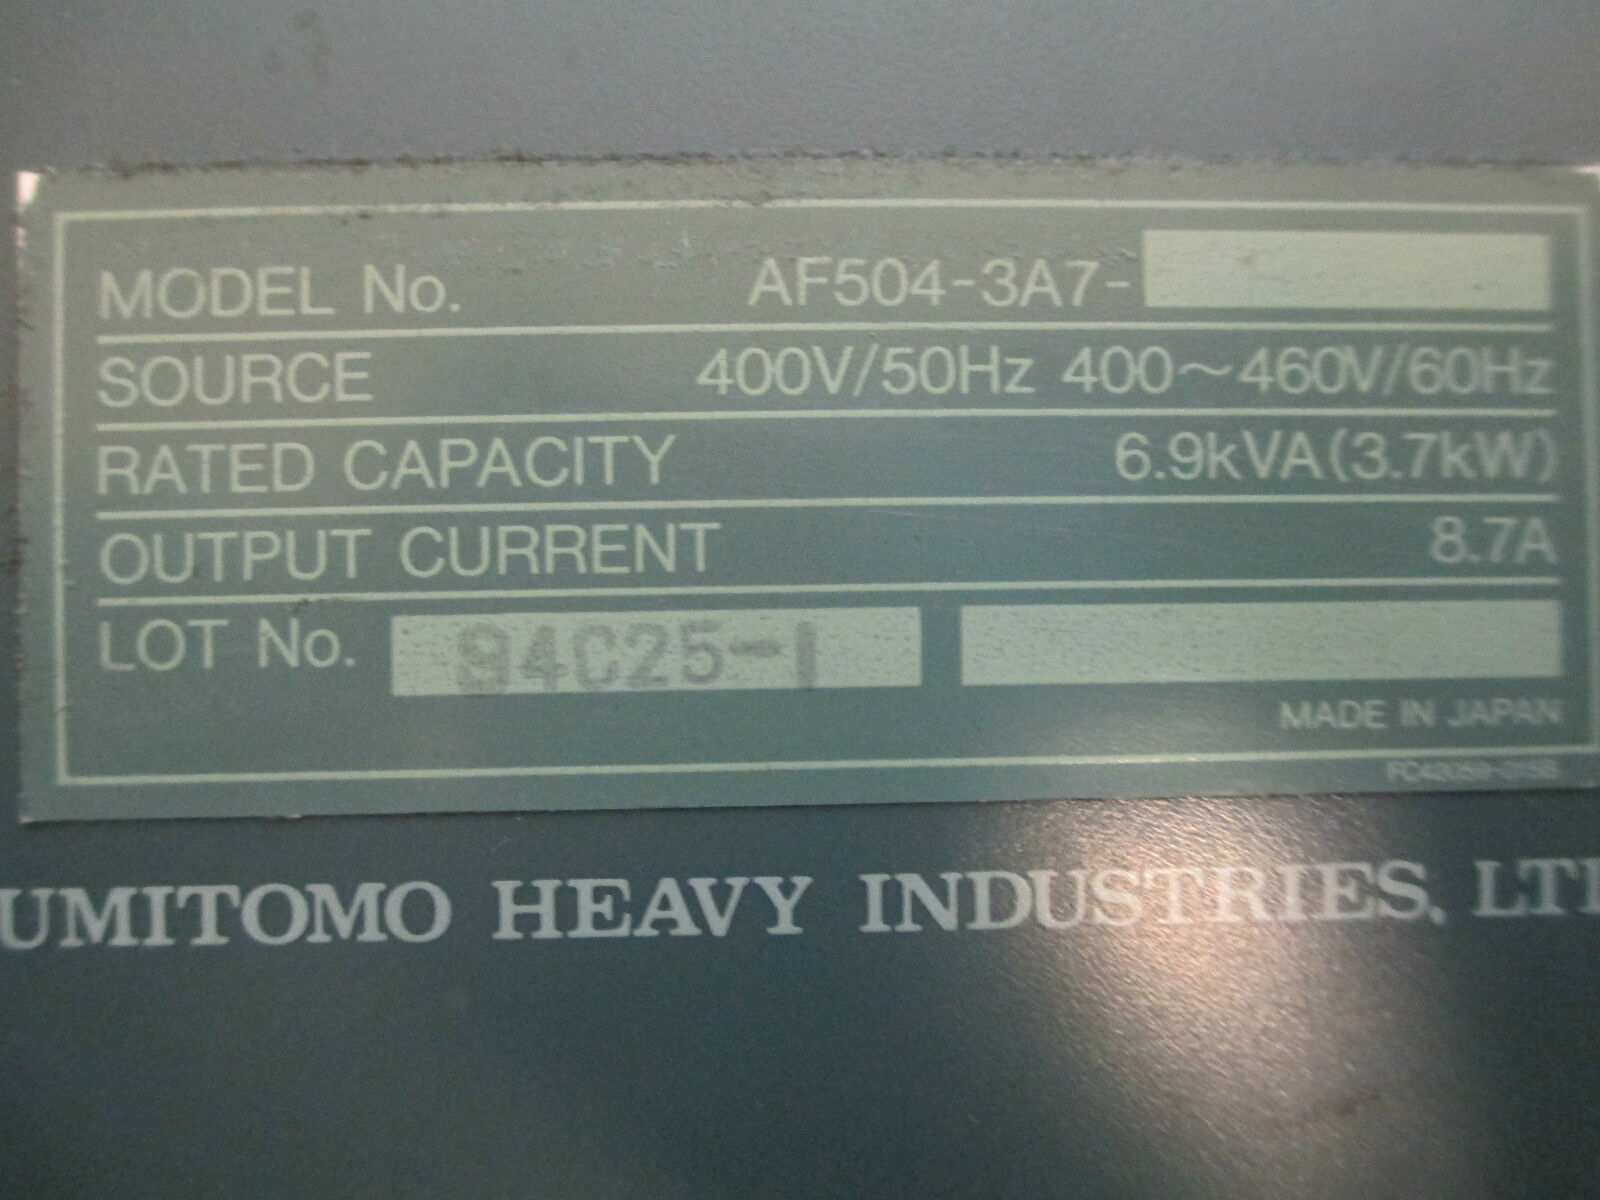 MODEL No. AF504-3A7-
SOURCE 400V/50Hz 400～460V/60Hz
RATED CAPACITY 6.9kVA(3.7kW)
OUTPUT CURRENT 8.7A
LOT No. 94C25-1
MADE IN JAPAN
UMITOMO HEAVY INDUSTRIES, LT